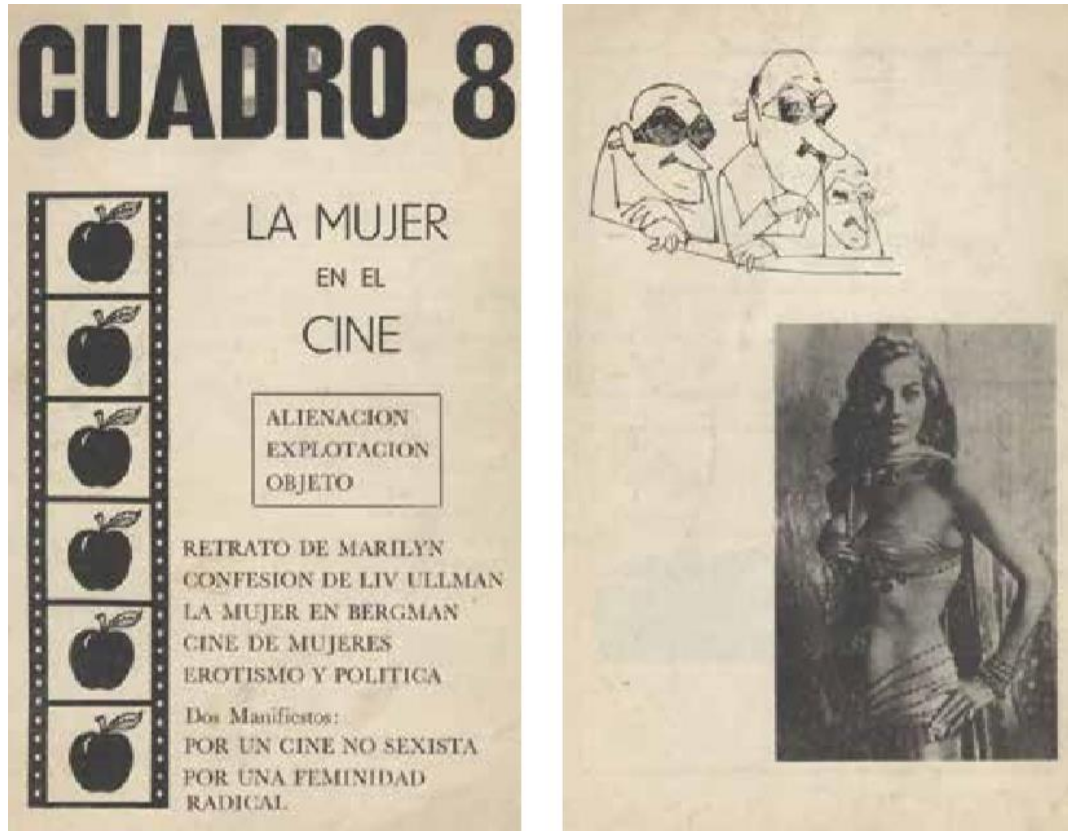 CUADRO 8
LA MUJER
EN EL
CINE
ALIENACION
EXPLOTACION
OBJETO
RETRATO DE MARILYN
CONFESION DE LIV ULLMAN
LA MUJER EN BERGMAN
CINE DE MUJERES
EROTISMO Y POLITICA
Dos Manifiestos:
POR UN CINE NO SEXISTA
POR UNA FEMINIDAD
RADICAL